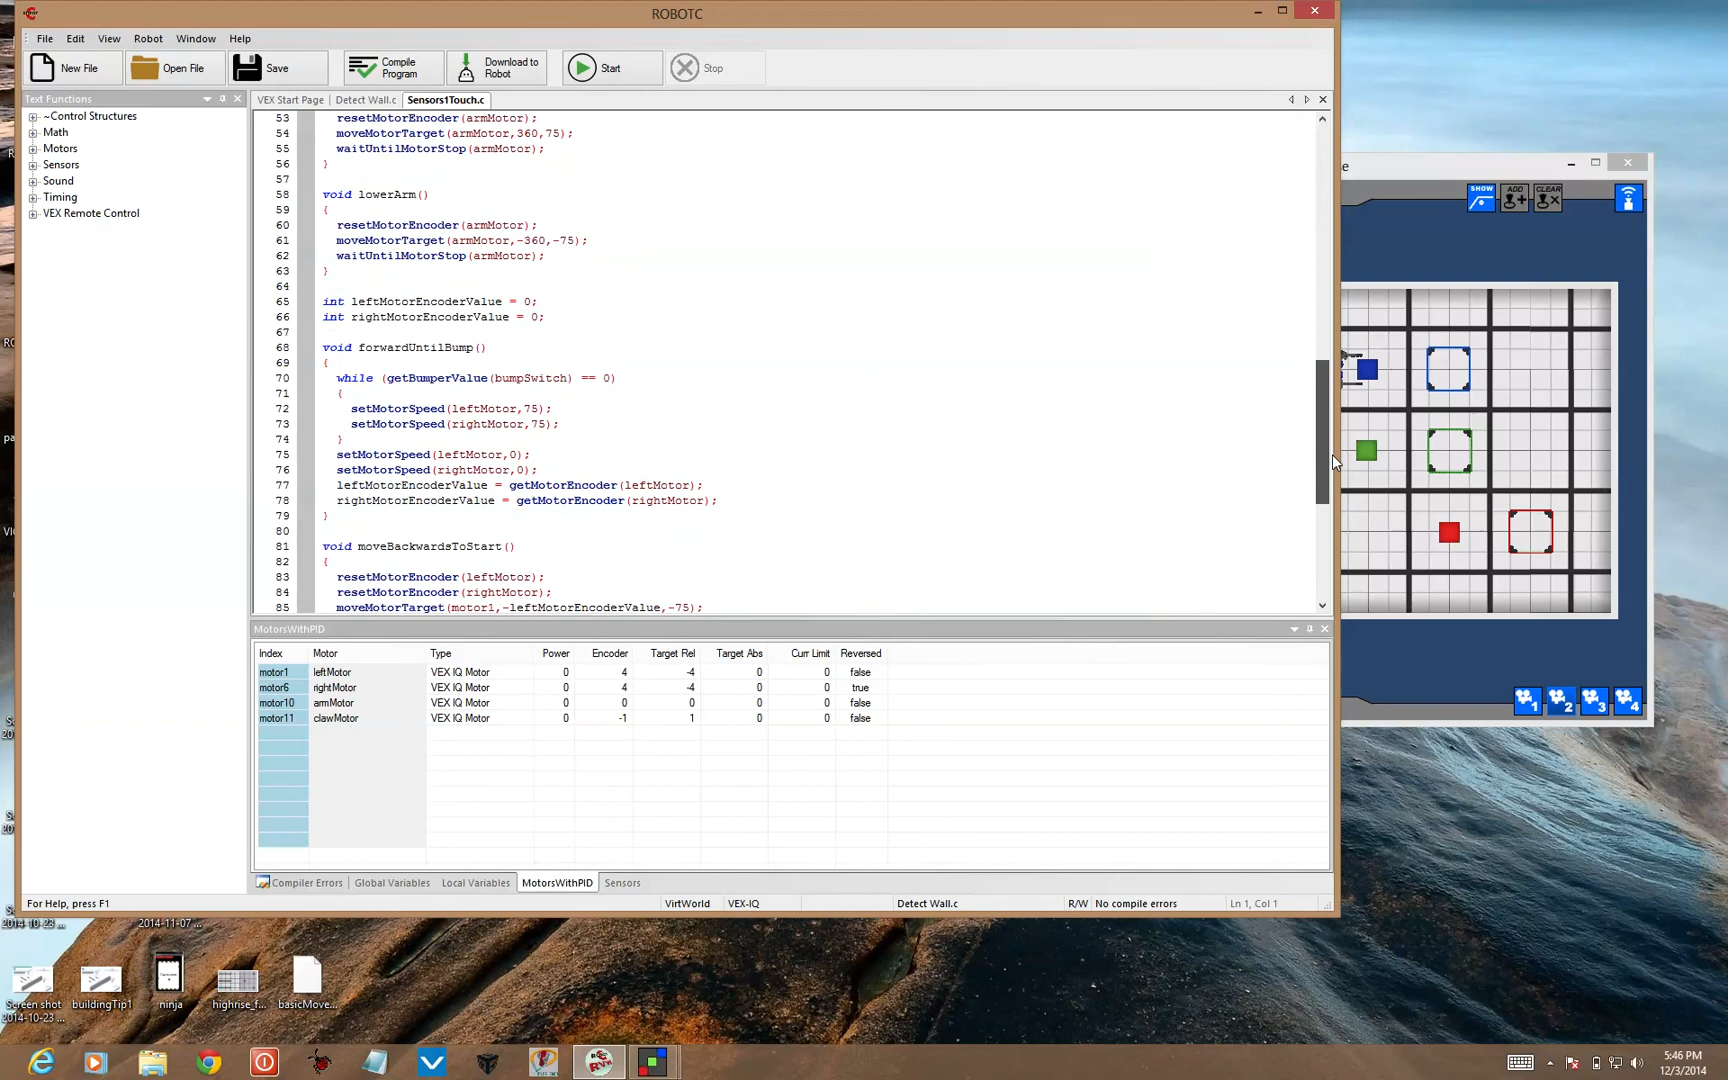 ROBOTC
File Edit View Robot Window Help
New File Open File Save Compile Program Download to Robot Start Stop
Text Functions
~Control Structures
Math
Motors
Sensors
Sound
Timing
VEX Remote Control
VEX Start Page Detect Wall.c Sensors1Touch.c
53 resetMotorEncoder(armMotor);
54 moveMotorTarget(armMotor,360,75);
55 waitUntilMotorStop(armMotor);
56 }
57
58 void lowerArm()
59 {
60 resetMotorEncoder(armMotor);
61 moveMotorTarget(armMotor,-360,-75);
62 waitUntilMotorStop(armMotor);
63 }
64
65 int leftMotorEncoderValue = 0;
66 int rightMotorEncoderValue = 0;
67
68 void forwardUntilBump()
69 {
70 while (getBumperValue(bumpSwitch) == 0)
71 {
72 setMotorSpeed(leftMotor,75);
73 setMotorSpeed(rightMotor,75);
74 }
75 setMotorSpeed(leftMotor,0);
76 setMotorSpeed(rightMotor,0);
77 leftMotorEncoderValue = getMotorEncoder(leftMotor);
78 rightMotorEncoderValue = getMotorEncoder(rightMotor);
79 }
80
81 void moveBackwardsToStart()
82 {
83 resetMotorEncoder(leftMotor);
84 resetMotorEncoder(rightMotor);
85 moveMotorTarget(motor1,-leftMotorEncoderValue,-75);
MotorsWithPID
Index Motor Type Power Encoder Target Rel Target Abs Curr Limit Reversed
motor1 leftMotor VEX IQ Motor 0 4 -4 0 0 false
motor6 rightMotor VEX IQ Motor 0 4 -4 0 0 true
motor10 armMotor VEX IQ Motor 0 0 0 0 0 false
motor11 clawMotor VEX IQ Motor 0 -1 1 0 0 false
Compiler Errors Global Variables Local Variables MotorsWithPID Sensors
For Help, press F1 VirtWorld VEX-IQ Detect Wall.c R/W No compile errors Ln 1, Col 1
SHOW ADD CLEAR
1 2 3 4
2014-10-23 ... 2014-11-07 ...
Screen shot 2014-10-23 ...
buildingTip1
ninja
highrise_f...
basicMove...
5:46 PM
12/3/2014